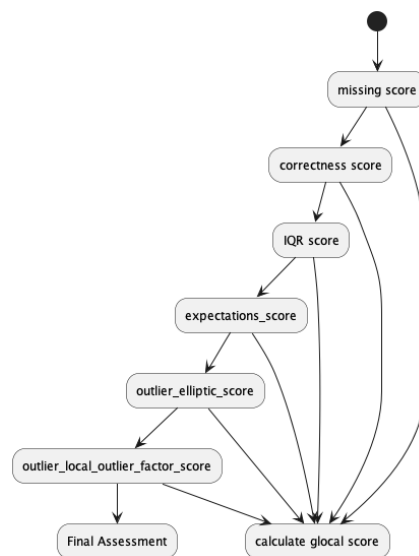 missing score
correctness score
IQR score
expectations_score
outlier_elliptic_score
outlier_local_outlier_factor_score
Final Assessment
calculate glocal score